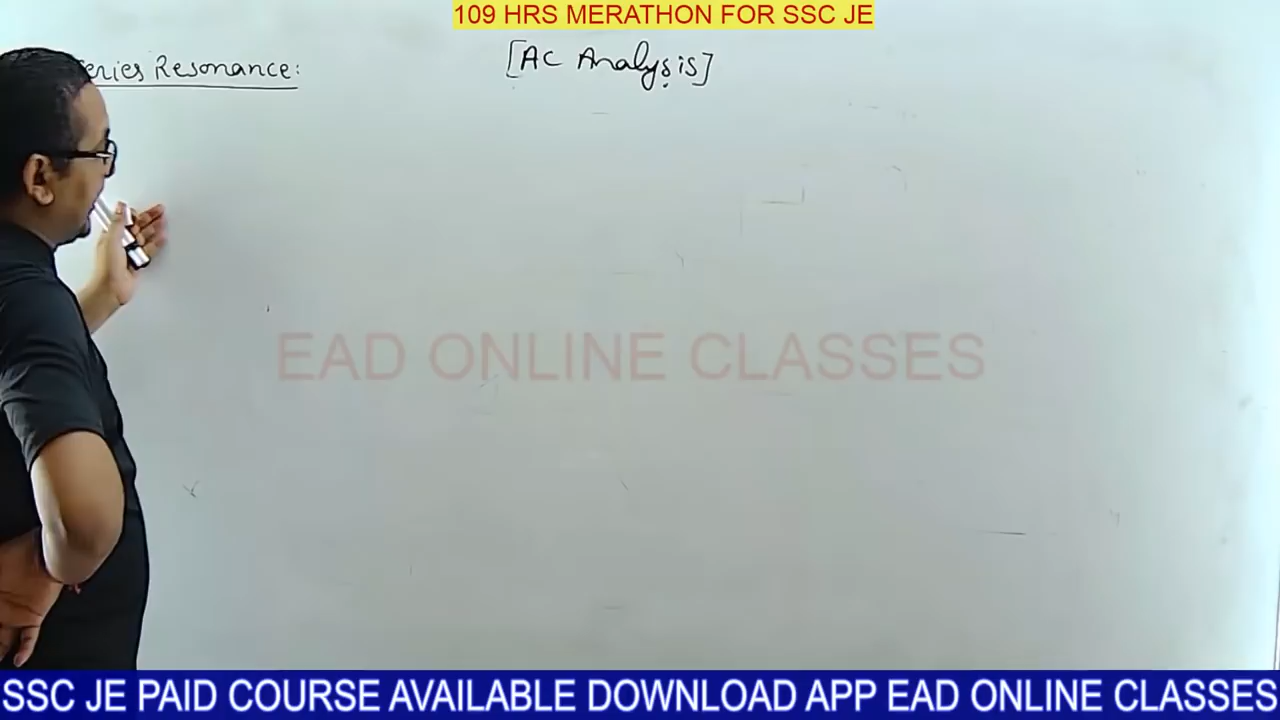 109 HRS MERATHON FOR SSC JE
[AC Analysis]
Series Resonance:
EAD ONLINE CLASSES
SSC JE PAID COURSE AVAILABLE DOWNLOAD APP EAD ONLINE CLASSES